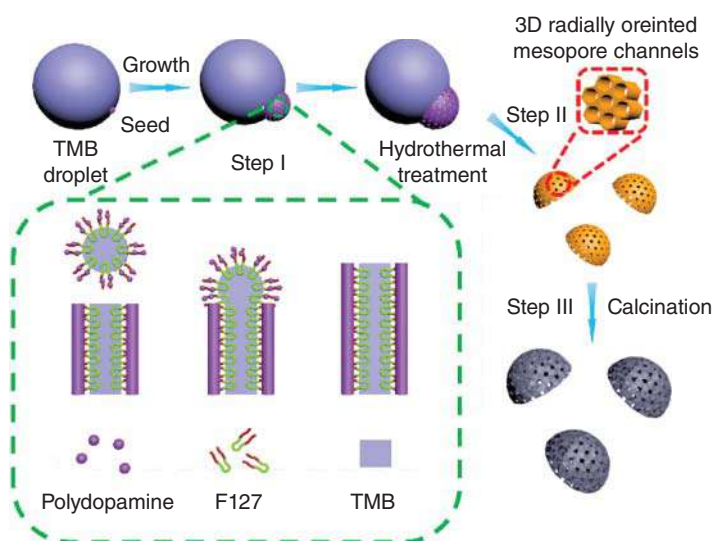 3D radially oreinted
mesopore channels
Growth
Seed
TMB
droplet
Step I
Hydrothermal
treatment
Step II
Step III
Calcination
Polydopamine
F127
TMB